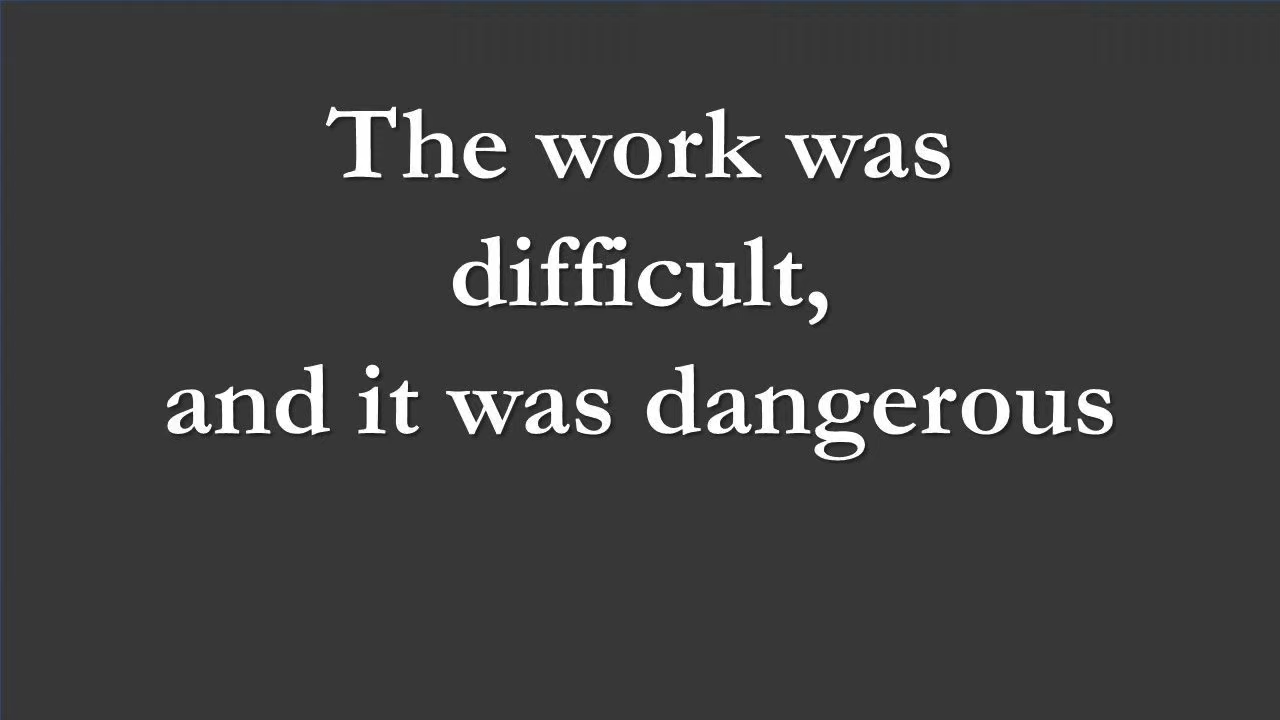 The work was
difficult,
and it was dangerous